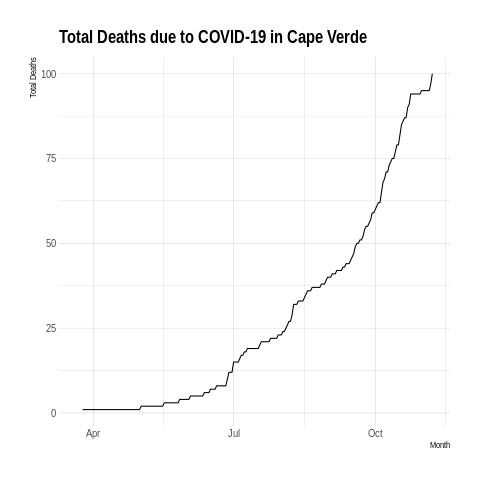 Total Deaths due to COVID-19 in Cape Verde
Total Deaths
100
75
50
25
0
Apr
Jul
Oct
Month